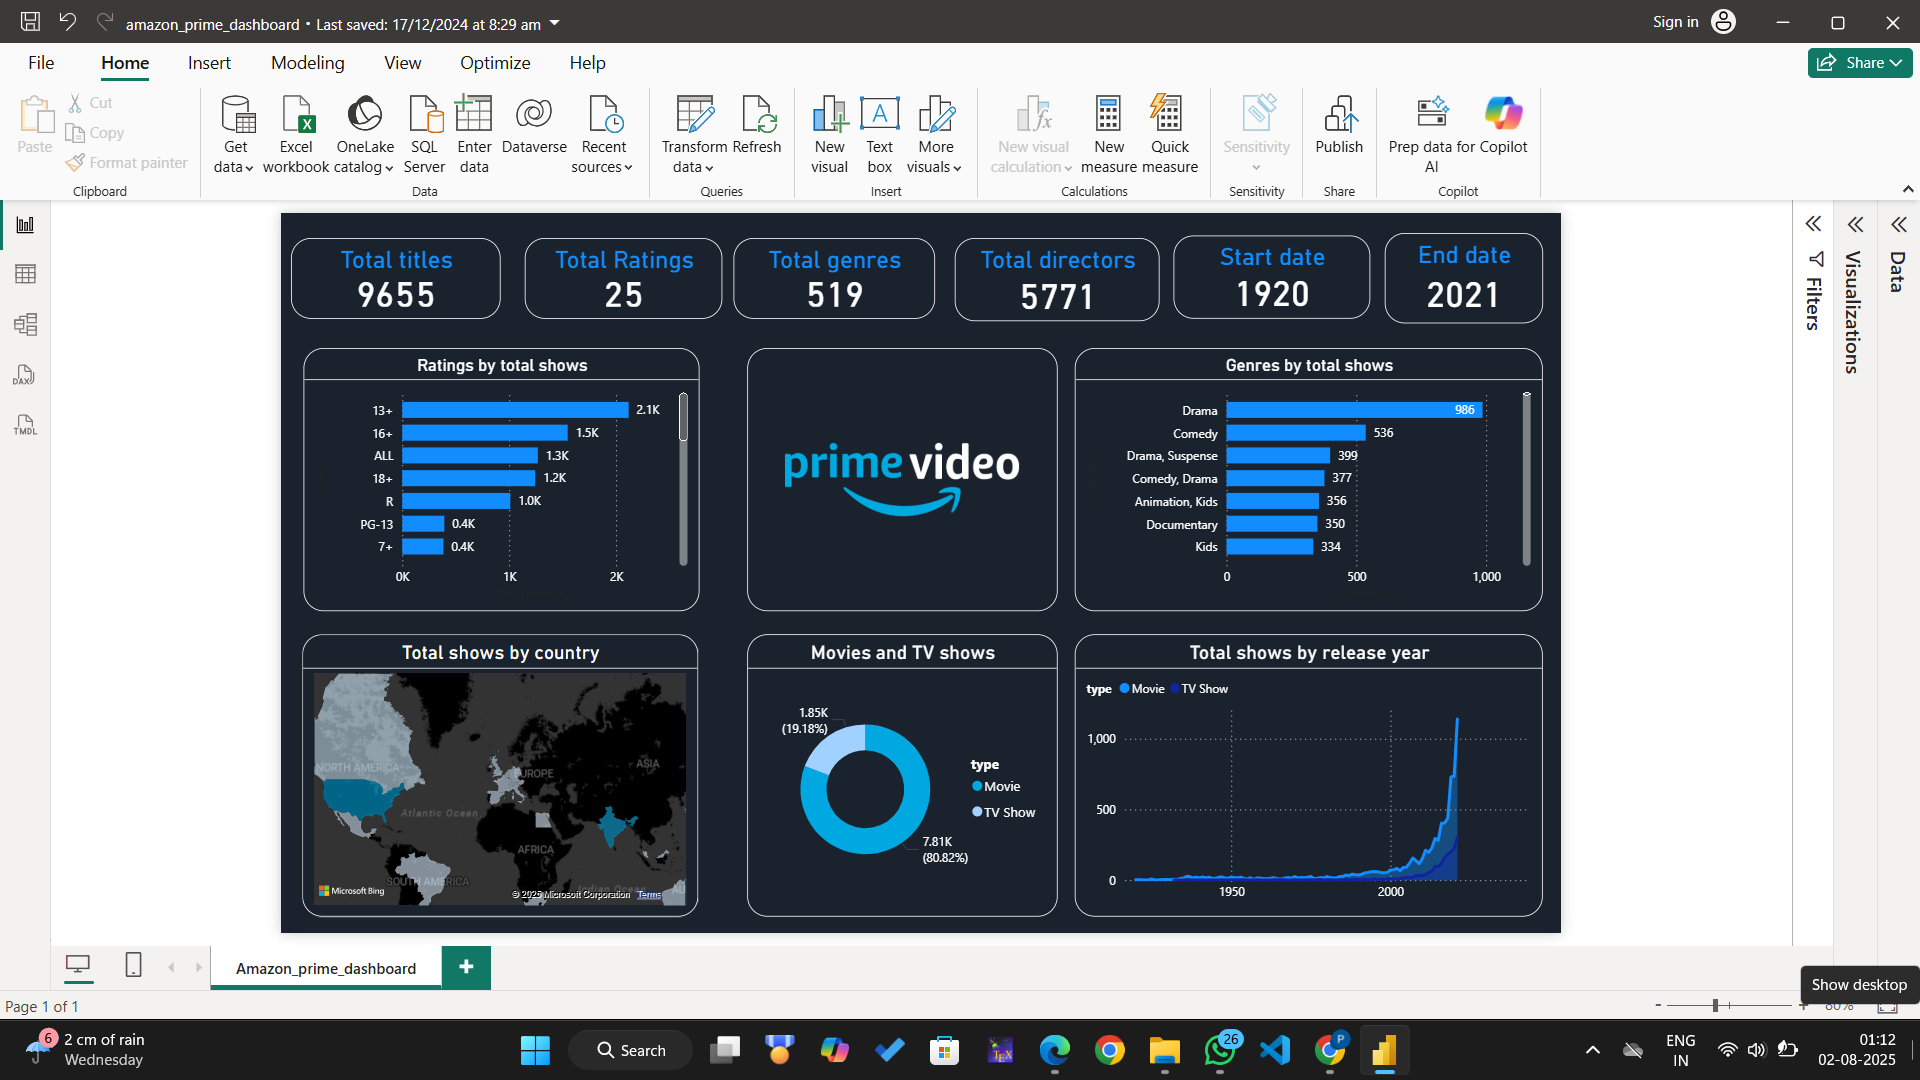 amazon_prime_dashboard • Last saved: 17/12/2024 at 8:29 am
Sign in
File Home Insert Modeling View Optimize Help
Share
Paste
Cut
Copy
Format painter
Clipboard
Get data
Excel workbook
OneLake catalog
SQL Server
Enter data
Dataverse
Recent sources
Data
Transform data
Refresh
Queries
New visual
Text box
More visuals
Insert
New visual calculation
New measure
Quick measure
Calculations
Sensitivity
Sensitivity
Publish
Share
Prep data for AI
Copilot
Copilot
DAX
TMDL
Filters
Visualizations
Data
Total titles
9655
Total Ratings
25
Total genres
519
Total directors
5771
Start date
1920
End date
2021
Ratings by total shows
13+ 2.1K
16+ 1.5K
ALL 1.3K
18+ 1.2K
R 1.0K
PG-13 0.4K
7+ 0.4K
0K 1K 2K
prime video
Genres by total shows
Drama 986
Comedy 536
Drama, Suspense 399
Comedy, Drama 377
Animation, Kids 356
Documentary 350
Kids 334
0 500 1,000
Total shows by country
NORTH AMERICA
EUROPE
ASIA
Atlantic Ocean
AFRICA
SOUTH AMERICA
Indian Ocean
AU
Microsoft Bing
© 2025 Microsoft Corporation Terms
Movies and TV shows
1.85K
(19.18%)
type
Movie
TV Show
7.81K
(80.82%)
Total shows by release year
type Movie TV Show
1,000
500
0
1950 2000
Amazon_prime_dashboard
Page 1 of 1
Show desktop
- + 80%
6
2 cm of rain
Wednesday
Search
TEX
26
P
ENG
IN
01:12
02-08-2025